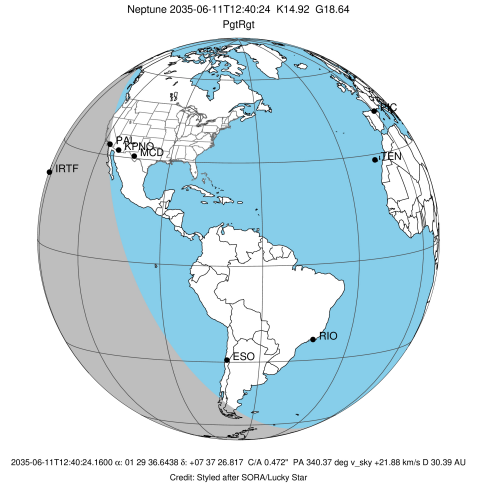 Neptune 2035-06-11T12:40:24 K14.92 G18.64
PgtRgt
PIC
PAL
KPNO
MCD
TEN
IRTF
RIO
ESO
2035-06-11T12:40:24.1600 α: 01 29 36.6438 δ: +07 37 26.817 C/A 0.472" PA 340.37 deg v_sky +21.88 km/s D 30.39 AU
Credit: Styled after SORA/Lucky Star